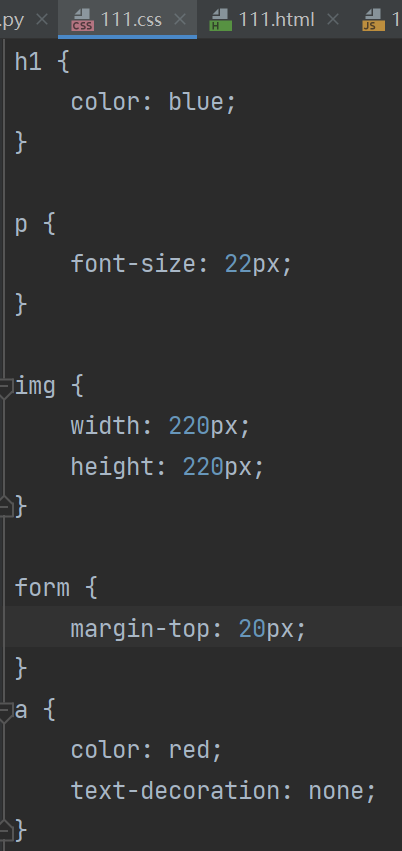 .py 111.css 111.html 1
CSS H JS
h1 {
    color: blue;
}
p {
    font-size: 22px;
}
img {
    width: 220px;
    height: 220px;
}
form {
    margin-top: 20px;
}
a {
    color: red;
    text-decoration: none;
}